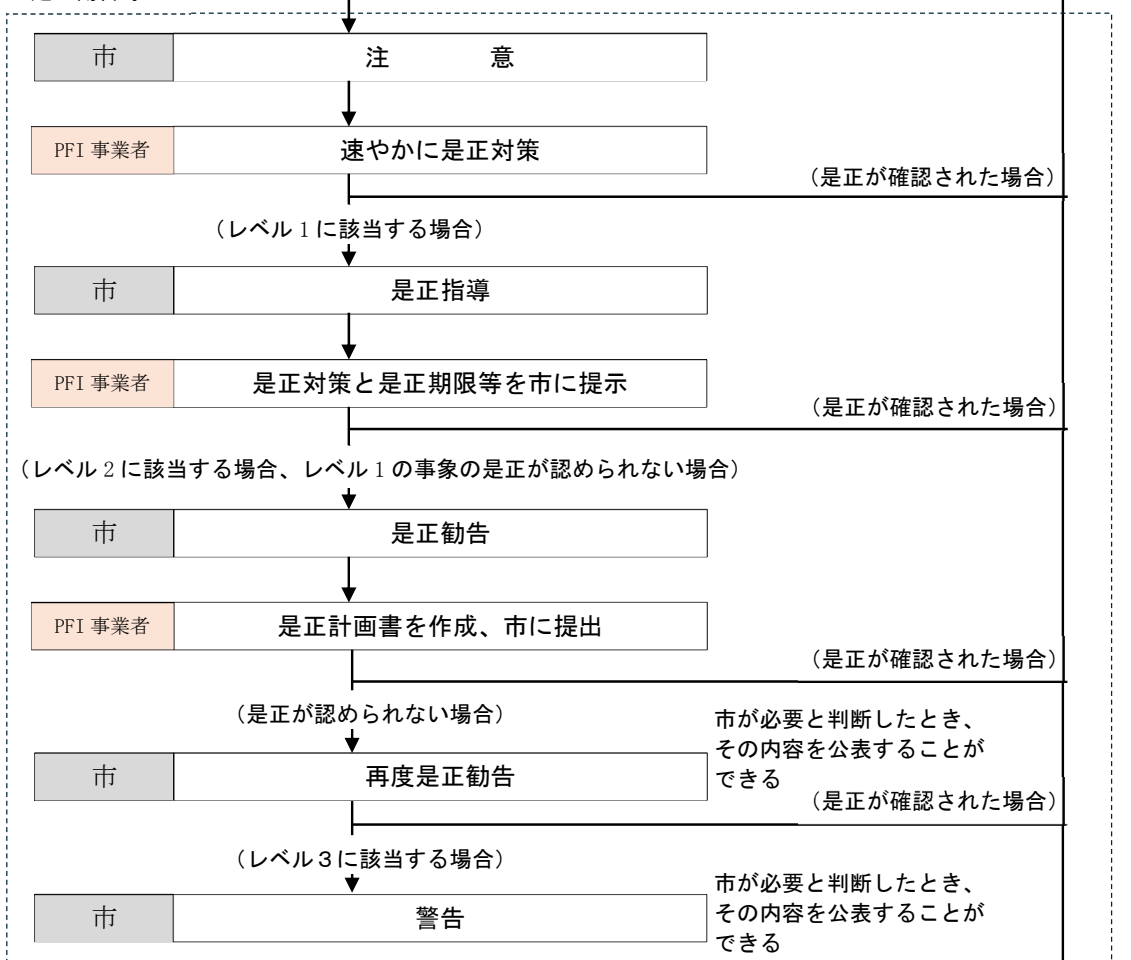 市 注 意
PFI 事業者 速やかに是正対策
（是正が確認された場合）
（レベル 1 に該当する場合）
市 是正指導
PFI 事業者 是正対策と是正期限等を市に提示
（是正が確認された場合）
（レベル 2 に該当する場合、レベル 1 の事象の是正が認められない場合）
市 是正勧告
PFI 事業者 是正計画書を作成、市に提出
（是正が確認された場合）
（是正が認められない場合）
市が必要と判断したとき、
その内容を公表することが
できる
市 再度是正勧告
（是正が確認された場合）
（レベル３に該当する場合）
市が必要と判断したとき、
その内容を公表することが
できる
市 警告